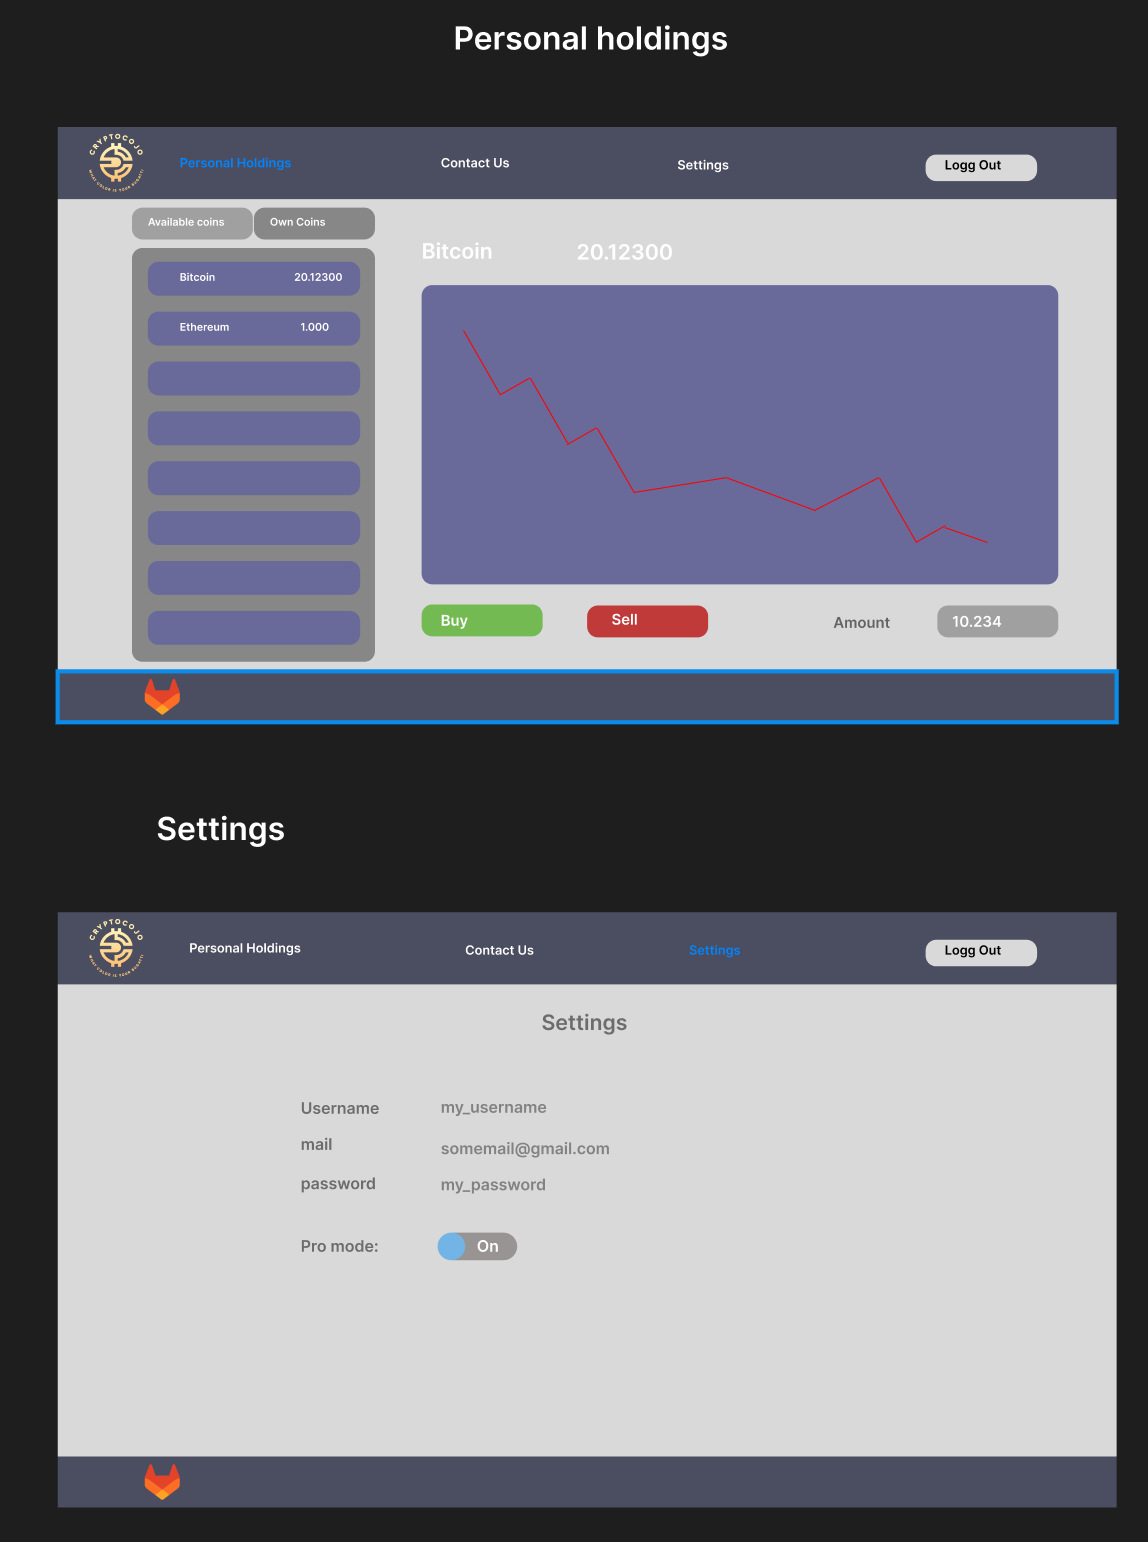 Personal holdings
CRYPTOCOJO
WHAT COLOR IS YOUR BUGATTI
Personal Holdings
Contact Us
Settings
Logg Out
Available coins
Own Coins
Bitcoin 20.12300
Ethereum 1.000
Bitcoin 20.12300
Buy
Sell
Amount
10.234
Settings
CRYPTOCOJO
WHAT COLOR IS YOUR BUGATTI
Personal Holdings
Contact Us
Settings
Logg Out
Settings
Username my_username
mail somemail@gmail.com
password my_password
Pro mode: On